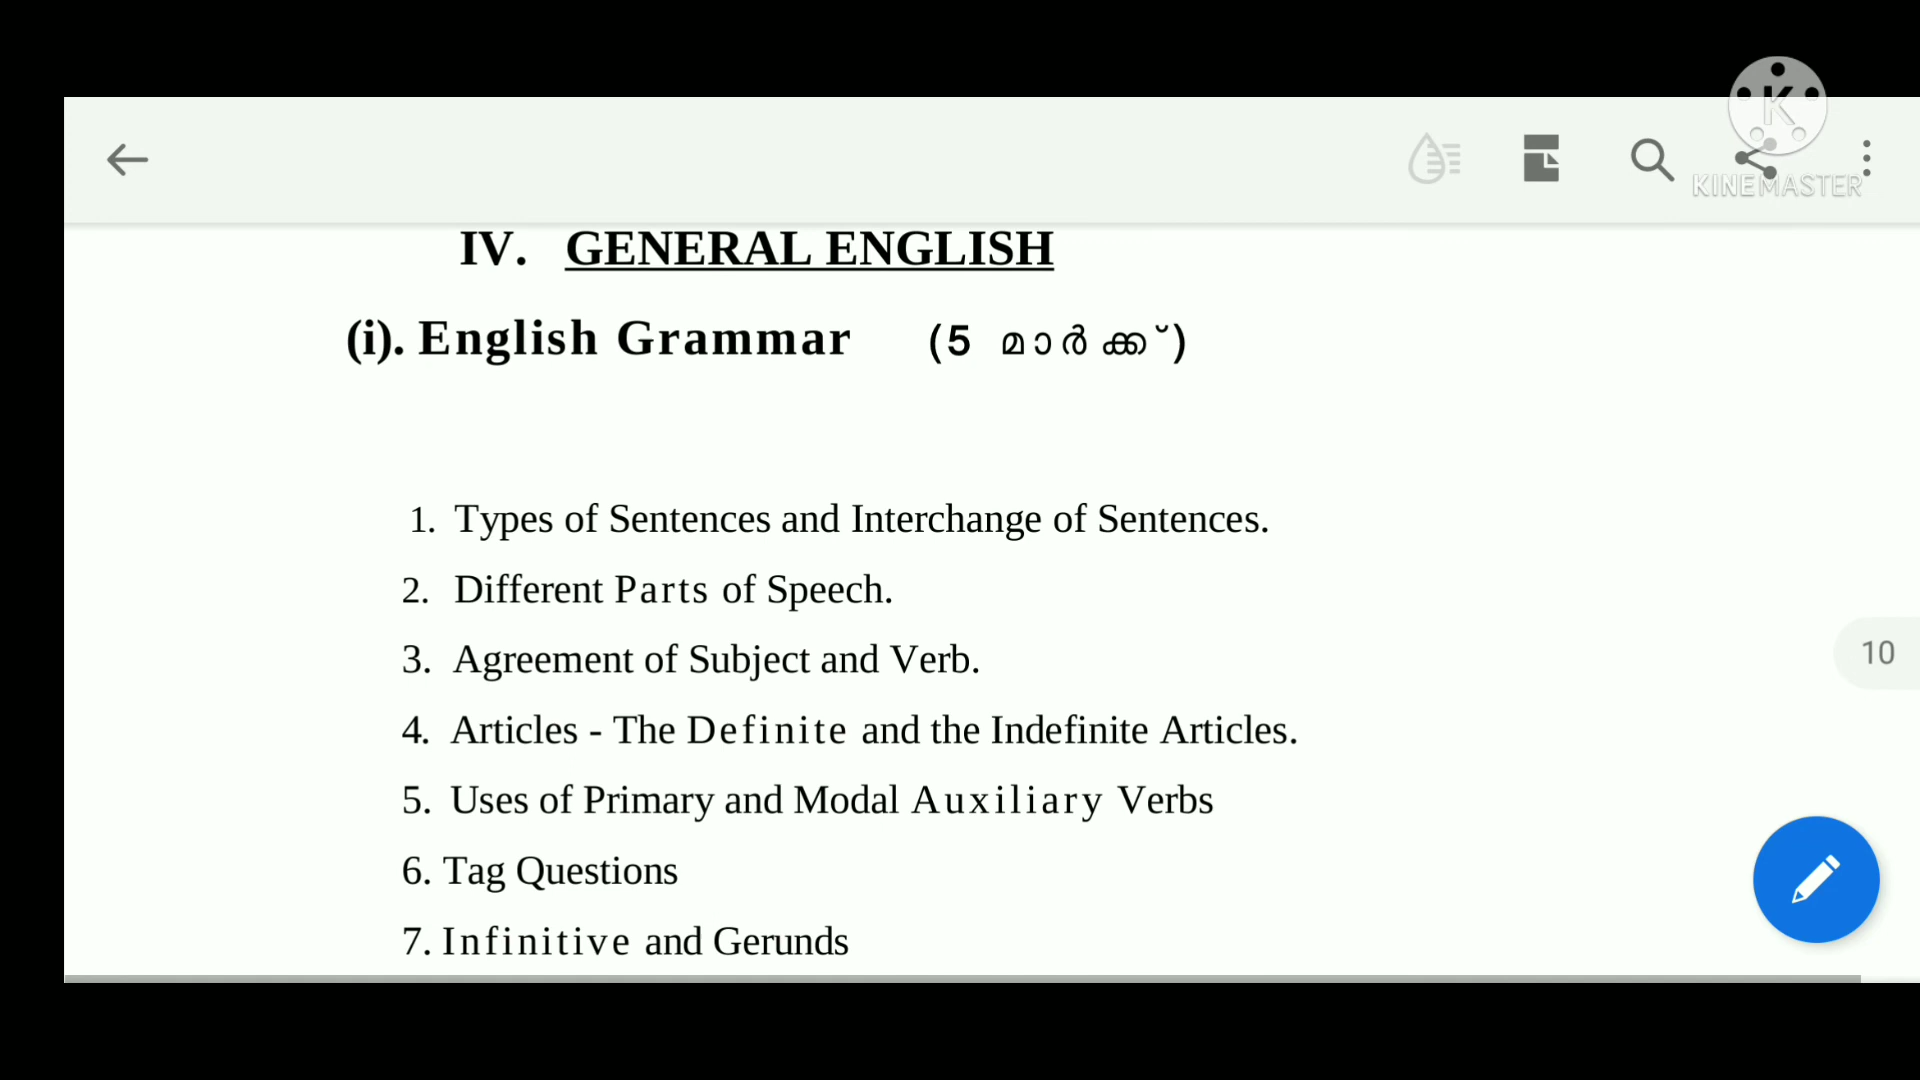 K
KINEMASTER
IV. GENERAL ENGLISH
(i). English Grammar (5 മാർക്ക്)
1. Types of Sentences and Interchange of Sentences.
2. Different Parts of Speech.
3. Agreement of Subject and Verb.
10
4. Articles - The Definite and the Indefinite Articles.
5. Uses of Primary and Modal Auxiliary Verbs
6. Tag Questions
7. Infinitive and Gerunds